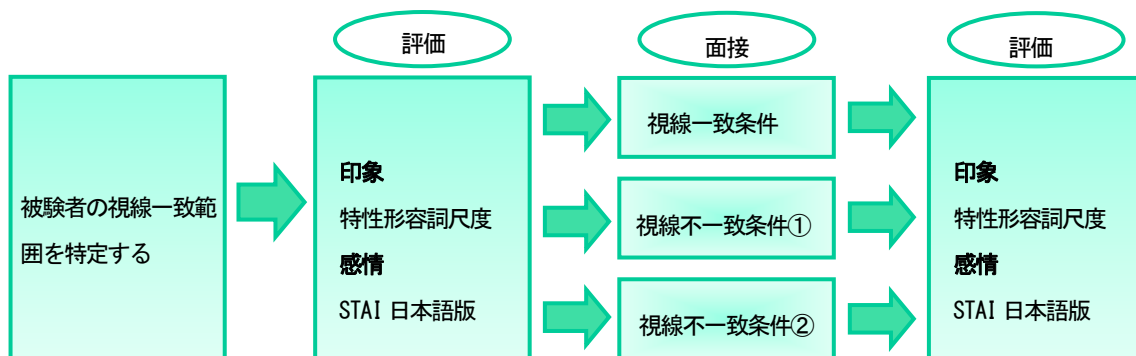 評価
面接
評価
被験者の視線一致範
囲を特定する
印象
特性形容詞尺度
感情
STAI 日本語版
視線一致条件
視線不一致条件①
視線不一致条件②
印象
特性形容詞尺度
感情
STAI 日本語版